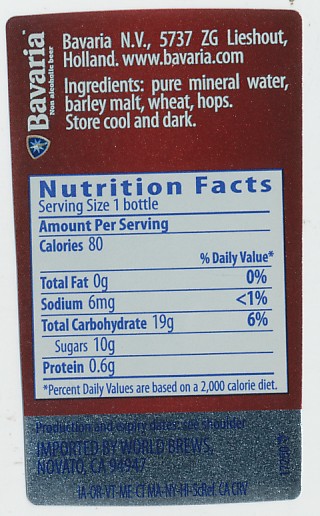 Bavaria
Non alcoholic beer
Bavaria N.V., 5737 ZG Lieshout,
Holland. www.bavaria.com
Ingredients: pure mineral water,
barley malt, wheat, hops.
Store cool and dark.
Nutrition Facts
Serving Size 1 bottle
Amount Per Serving
Calories 80
% Daily Value*
Total Fat 0g 0%
Sodium 6mg <1%
Total Carbohydrate 19g 6%
Sugars 10g
Protein 0.6g
*Percent Daily Values are based on a 2,000 calorie diet.
Production and expiry dates: see shoulder
IMPORTED BY WORLD BREWS,
NOVATO, CA 94947
IA-OR-VT-ME-CT MA-NY-HI-5cRef. CA CRV